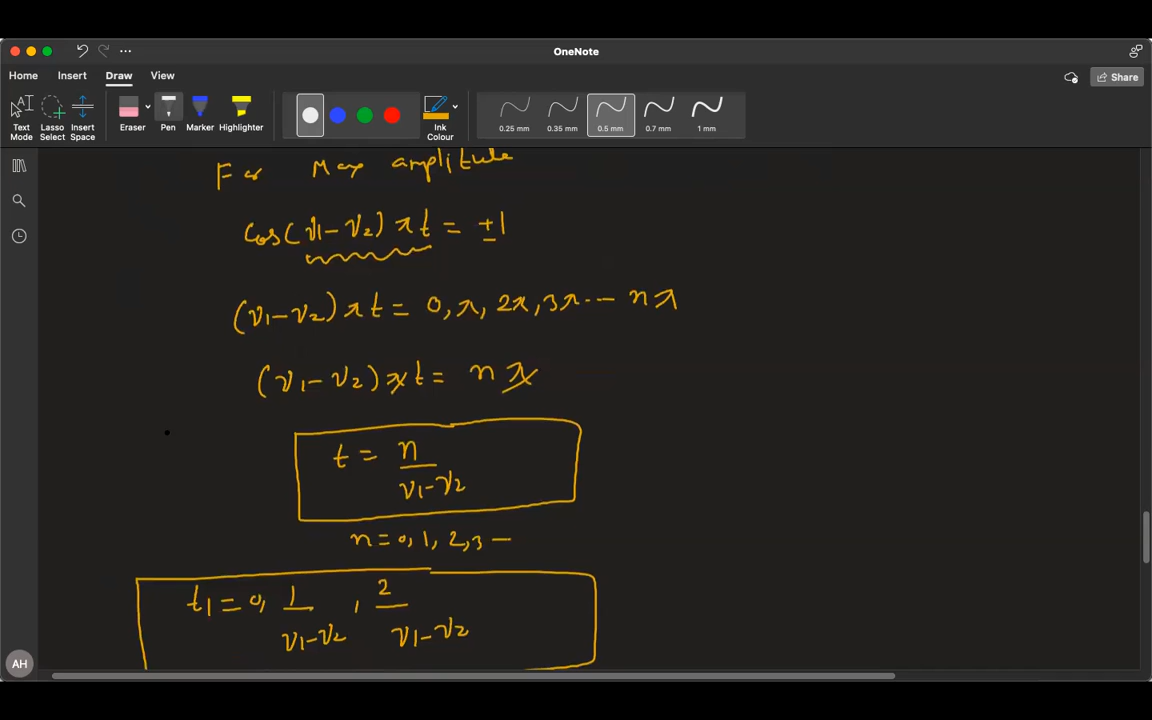 OneNote
Home Insert Draw View
Share
Text Mode Lasso Select Insert Space Eraser Pen Marker Highlighter Ink Colour 0.25 mm 0.35 mm 0.5 mm 0.7 mm 1 mm
For Max amplitude
cos(ν1-ν2) πt = ±1
(ν1-ν2) πt = 0, π, 2π, 3π... nπ
(ν1-ν2) πt = nπ
t = n/ν1-ν2
n = 0, 1, 2, 3 —
t1 = 0, 1/ν1-ν2, 2/ν1-ν2
AH